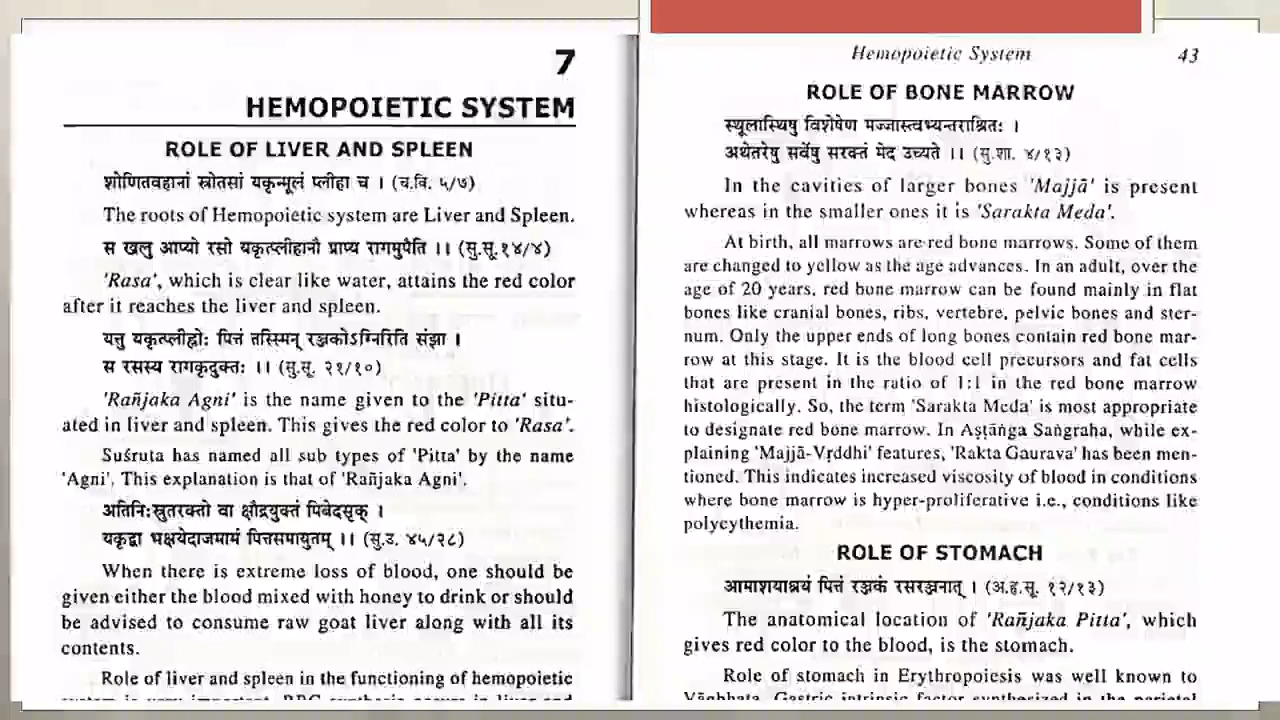 7
HEMOPOIETIC SYSTEM
ROLE OF LIVER AND SPLEEN
शोणितवहानां स्रोतसां यकृन्मूलं प्लीहा च । (च.वि. ५/७)
The roots of Hemopoietic system are Liver and Spleen.
स खलु आप्यो रसो यकृत्प्लीहानौ प्राप्य रागमुपैति ।। (सु.सू.१४/४)
'Rasa', which is clear like water, attains the red color
after it reaches the liver and spleen.
यत्तु यकृत्प्लीह्नोः पित्तं तस्मिन् रञ्जकोऽग्निरिति संज्ञा ।
स रसस्य रागकृदुक्तः ।। (सु.सू. २१/१०)
'Rañjaka Agni' is the name given to the 'Pitta' situ-
ated in liver and spleen. This gives the red color to 'Rasa'.
Suśruta has named all sub types of 'Pitta' by the name
'Agni'. This explanation is that of 'Rañjaka Agni'.
अतिनिःस्रुतरक्तो वा क्षौद्रयुक्तं पिबेदसृक् ।
यकृद्वा भक्षयेदाजमामं पित्तसमायुतम् ।। (सु.उ. ४५/२८)
When there is extreme loss of blood, one should be
given either the blood mixed with honey to drink or should
be advised to consume raw goat liver along with all its
contents.
Role of liver and spleen in the functioning of hemopoietic
system is very important. RBC synthesis occurs in liver and
Hemopoietic System 43
ROLE OF BONE MARROW
स्थूलास्थिषु विशेषेण मज्जास्त्वभ्यन्तराश्रितः ।
अथेतरेषु सर्वेषु सरक्तं मेद उच्यते ।। (सु.शा. ४/१३)
In the cavities of larger bones 'Majjā' is present
whereas in the smaller ones it is 'Sarakta Meda'.
At birth, all marrows are red bone marrows. Some of them
are changed to yellow as the age advances. In an adult, over the
age of 20 years, red bone marrow can be found mainly in flat
bones like cranial bones, ribs, vertebre, pelvic bones and ster-
num. Only the upper ends of long bones contain red bone mar-
row at this stage. It is the blood cell precursors and fat cells
that are present in the ratio of 1:1 in the red bone marrow
histologically. So, the term 'Sarakta Meda' is most appropriate
to designate red bone marrow. In Aṣṭāṅga Saṅgraha, while ex-
plaining 'Majjā-Vṛddhi' features, 'Rakta Gaurava' has been men-
tioned. This indicates increased viscosity of blood in conditions
where bone marrow is hyper-proliferative i.e., conditions like
polycythemia.
ROLE OF STOMACH
आमाशयाश्रयं पित्तं रञ्जकं रसरञ्जनात् । (अ.हृ.सू. १२/१३)
The anatomical location of 'Rañjaka Pitta', which
gives red color to the blood, is the stomach.
Role of stomach in Erythropoiesis was well known to
Vāgbhata. Gastric intrinsic factor synthesized in the parietal